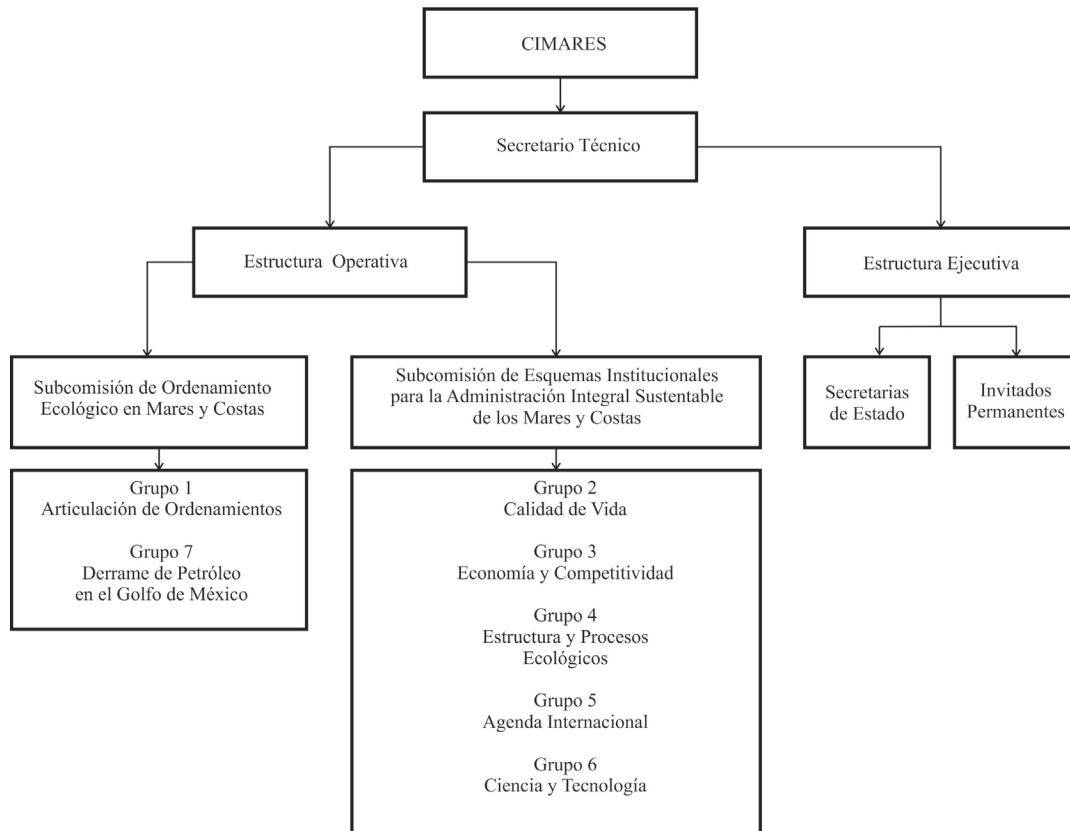 CIMARES
Secretario Técnico
Estructura Operativa
Estructura Ejecutiva
Subcomisión de Ordenamiento
Ecológico en Mares y Costas
Subcomisión de Esquemas Institucionales
para la Administración Integral Sustentable
de los Mares y Costas
Secretarias
de Estado
Invitados
Permanentes
Grupo 1
Articulación de Ordenamientos
Grupo 7
Derrame de Petróleo
en el Golfo de México
Grupo 2
Calidad de Vida
Grupo 3
Economía y Competitividad
Grupo 4
Estructura y Procesos
Ecológicos
Grupo 5
Agenda Internacional
Grupo 6
Ciencia y Tecnología